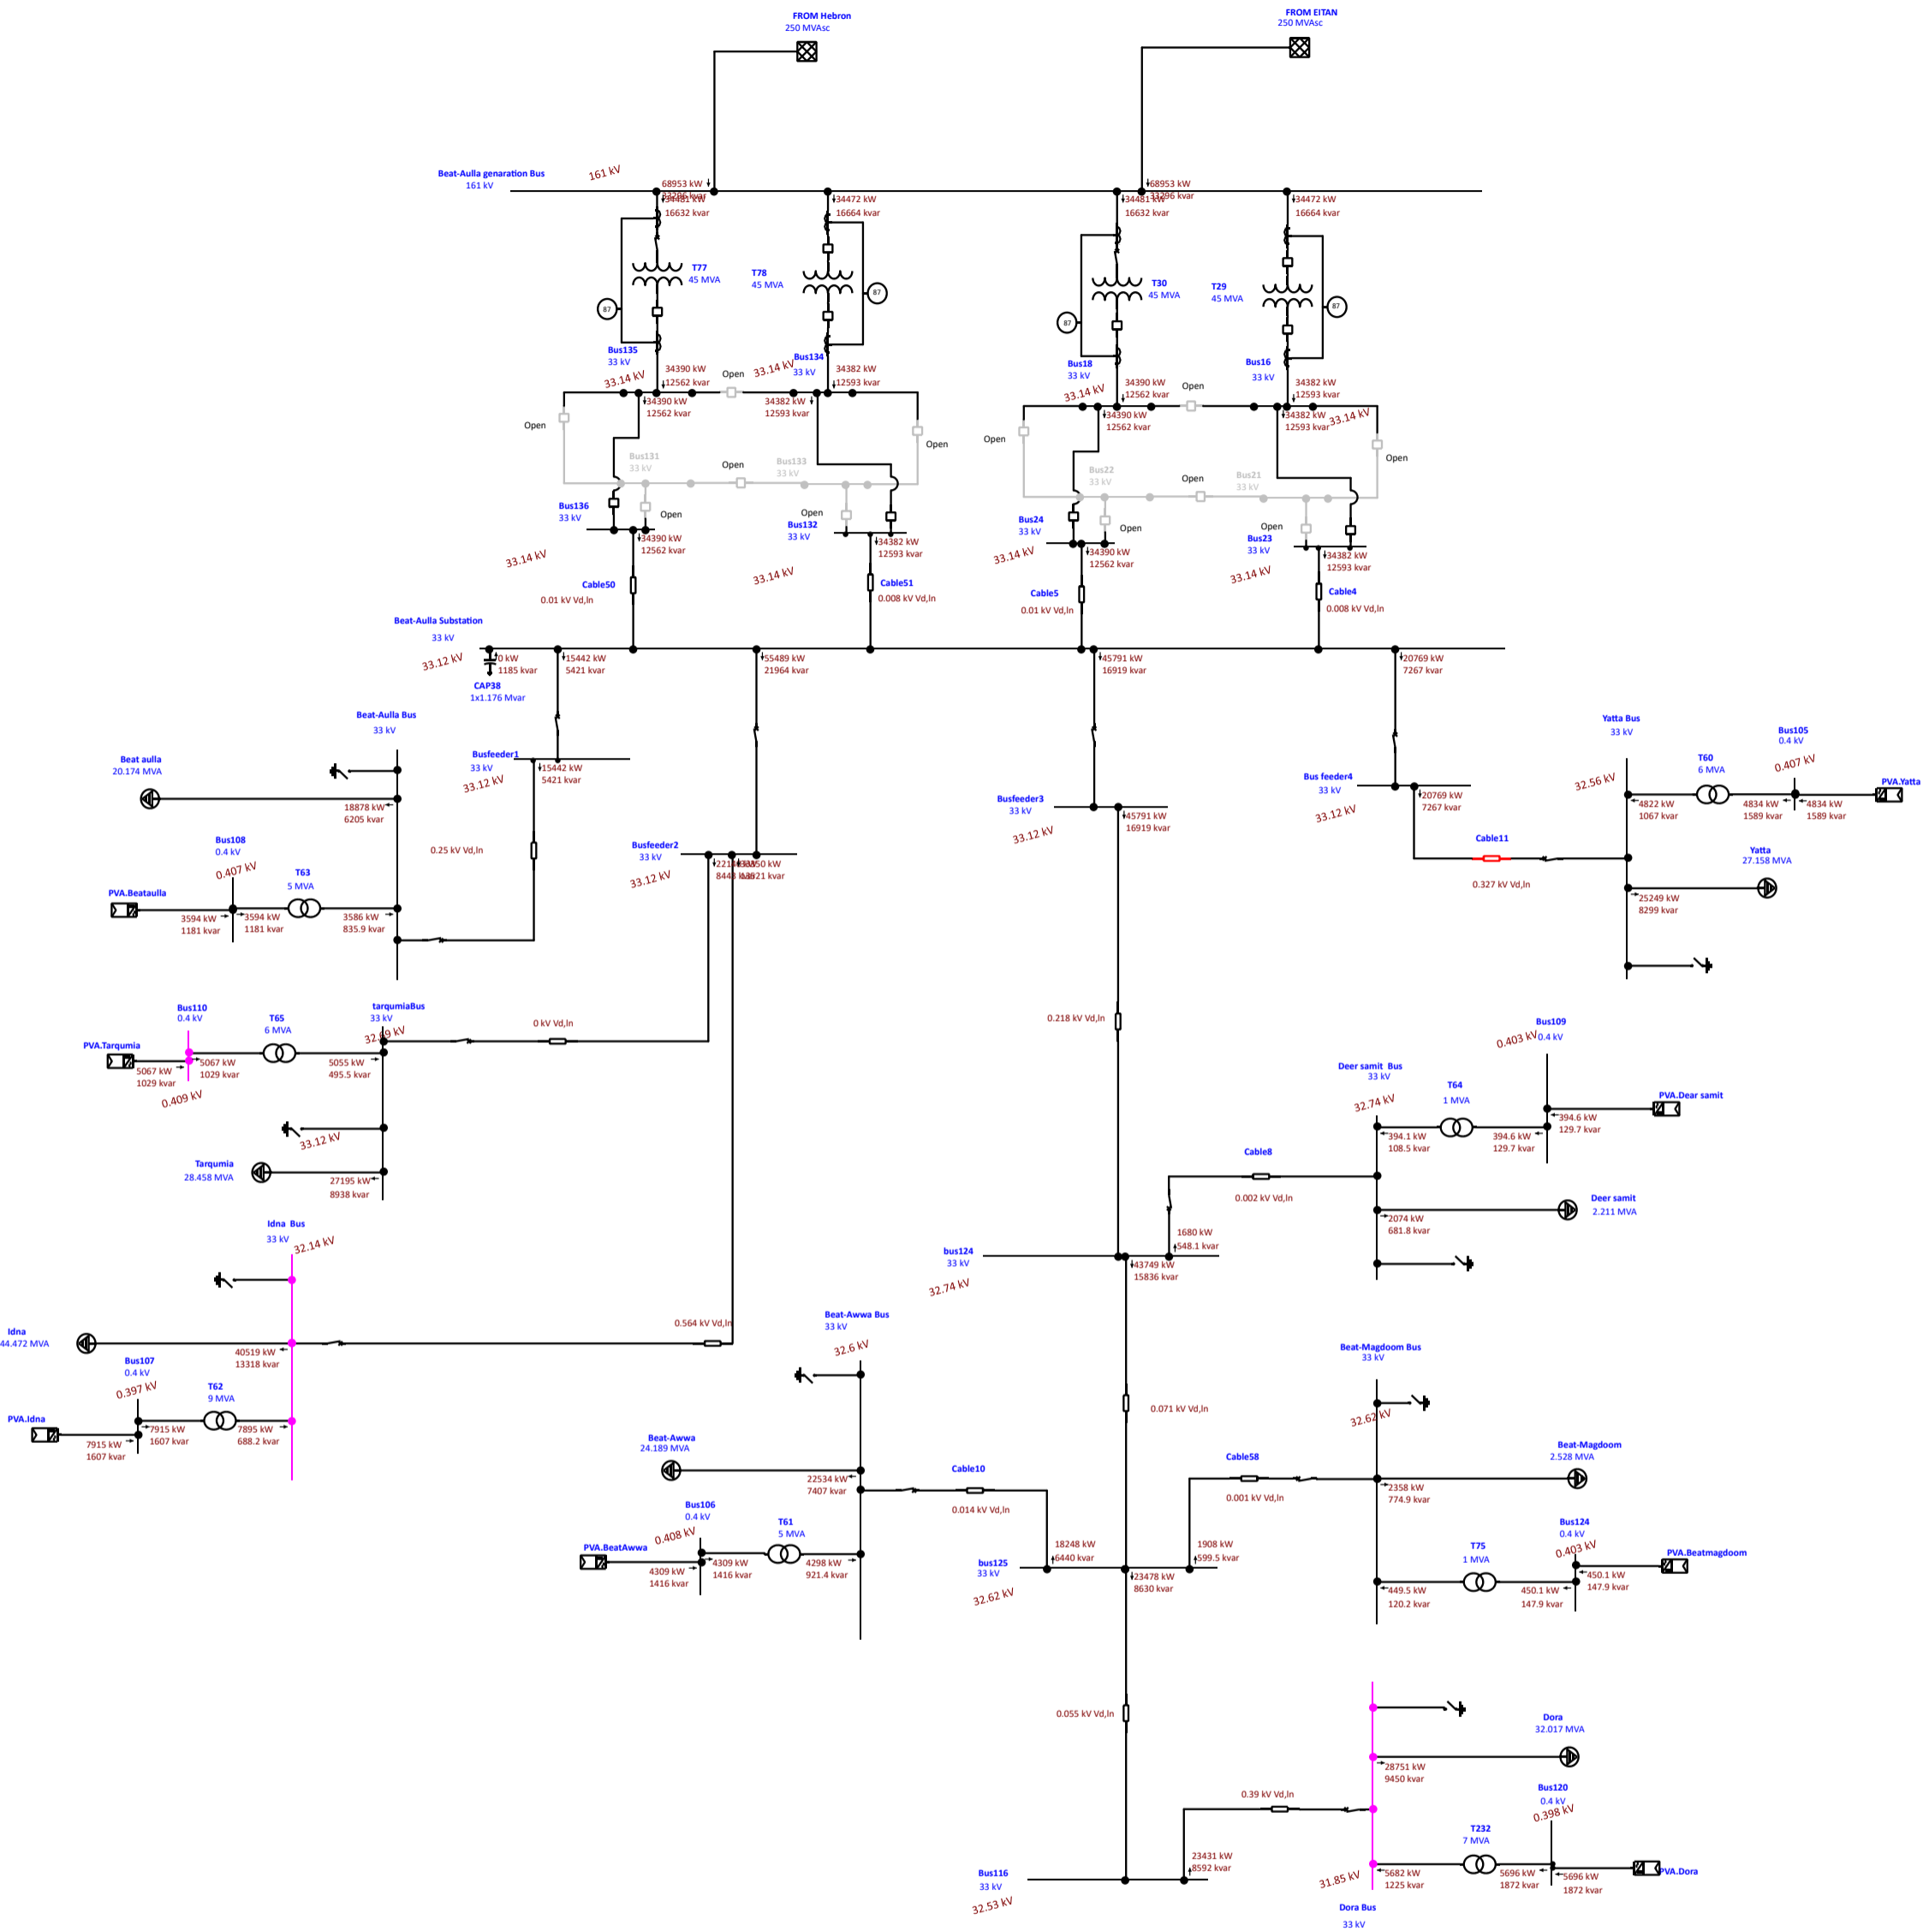 FROM Hebron
250 MVAsc
FROM EITAN
250 MVAsc
Beat-Aulla genaration Bus
161 kV
161 kV
68953 kW
34481 kW
16632 kvar
34472 kW
16664 kvar
68953 kW
34481 kW
16632 kvar
34472 kW
16664 kvar
T77
45 MVA
T78
45 MVA
T30
45 MVA
T29
45 MVA
87
87
87
87
Bus135
33 kV
33.14 kV
34390 kW
12562 kvar
Open
33.14 kV
Bus134
33 kV
34382 kW
12593 kvar
Bus18
33 kV
33.14 kV
34390 kW
12562 kvar
Open
Bus16
33 kV
34382 kW
12593 kvar
33.14 kV
34390 kW
12562 kvar
34382 kW
12593 kvar
34390 kW
12562 kvar
34382 kW
12593 kvar
Open
Open
Open
Open
Bus131
33 kV
Open
Bus133
33 kV
Bus22
33 kV
Open
Bus21
33 kV
Bus136
33 kV
Open
34390 kW
12562 kvar
33.14 kV
Open
Bus132
33 kV
34382 kW
12593 kvar
33.14 kV
Bus24
33 kV
Open
34390 kW
12562 kvar
33.14 kV
Open
Bus23
33 kV
34382 kW
12593 kvar
33.14 kV
Cable50
0.01 kV Vd,ln
Cable51
0.008 kV Vd,ln
Cable5
0.01 kV Vd,ln
Cable4
0.008 kV Vd,ln
Beat-Aulla Substation
33 kV
33.12 kV
0 kW
1185 kvar
CAP38
1x1.176 Mvar
15442 kW
5421 kvar
55489 kW
21964 kvar
45791 kW
16919 kvar
20769 kW
7267 kvar
Beat-Aulla Bus
33 kV
Beat aulla
20.174 MVA
18878 kW
6205 kvar
Busfeeder1
33 kV
33.12 kV
15442 kW
5421 kvar
0.25 kV Vd,ln
Bus108
0.4 kV
0.407 kV
T63
5 MVA
PVA.Beataulla
3594 kW
1181 kvar
3594 kW
1181 kvar
3586 kW
835.9 kvar
Busfeeder2
33 kV
33.12 kV
Busfeeder3
33 kV
33.12 kV
45791 kW
16919 kvar
Bus feeder4
33 kV
33.12 kV
20769 kW
7267 kvar
Cable11
0.327 kV Vd,ln
Yatta Bus
33 kV
32.56 kV
T60
6 MVA
Bus105
0.4 kV
0.407 kV
PVA.Yatta
4822 kW
1067 kvar
4834 kW
1589 kvar
4834 kW
1589 kvar
Yatta
27.158 MVA
25249 kW
8299 kvar
Bus110
0.4 kV
T65
6 MVA
tarqumiaBus
33 kV
32.69 kV
0 kV Vd,ln
PVA.Tarqumia
5067 kW
1029 kvar
5067 kW
1029 kvar
5055 kW
495.5 kvar
0.409 kV
33.12 kV
Tarqumia
28.458 MVA
27195 kW
8938 kvar
0.218 kV Vd,ln
Bus109
0.4 kV
0.403 kV
Deer samit Bus
33 kV
32.74 kV
T64
1 MVA
PVA.Dear samit
394.1 kW
108.5 kvar
394.6 kW
129.7 kvar
394.6 kW
129.7 kvar
Cable8
0.002 kV Vd,ln
Deer samit
2.211 MVA
2074 kW
681.8 kvar
1680 kW
548.1 kvar
Idna Bus
33 kV
32.14 kV
bus124
33 kV
32.74 kV
43749 kW
15836 kvar
Idna
44.472 MVA
40519 kW
13318 kvar
0.564 kV Vd,ln
Bus107
0.4 kV
0.397 kV
T62
9 MVA
PVA.Idna
7915 kW
1607 kvar
7915 kW
1607 kvar
7895 kW
688.2 kvar
Beat-Awwa Bus
33 kV
32.6 kV
0.071 kV Vd,ln
Beat-Magdoom Bus
33 kV
32.62 kV
Beat-Awwa
24.189 MVA
22534 kW
7407 kvar
Cable10
0.014 kV Vd,ln
Cable58
0.001 kV Vd,ln
Beat-Magdoom
2.528 MVA
2358 kW
774.9 kvar
Bus106
0.4 kV
0.408 kV
T61
5 MVA
PVA.BeatAwwa
4309 kW
1416 kvar
4309 kW
1416 kvar
4298 kW
921.4 kvar
18248 kW
6440 kvar
1908 kW
599.5 kvar
bus125
33 kV
32.62 kV
23478 kW
8630 kvar
Bus124
0.4 kV
0.403 kV
T75
1 MVA
PVA.Beatmagdoom
449.5 kW
120.2 kvar
450.1 kW
147.9 kvar
450.1 kW
147.9 kvar
0.055 kV Vd,ln
Dora
32.017 MVA
28751 kW
9450 kvar
0.39 kV Vd,ln
Bus120
0.4 kV
0.398 kV
T232
7 MVA
PVA.Dora
5682 kW
1225 kvar
5696 kW
1872 kvar
5696 kW
1872 kvar
23431 kW
8592 kvar
Bus116
33 kV
32.53 kV
31.85 kV
Dora Bus
33 kV